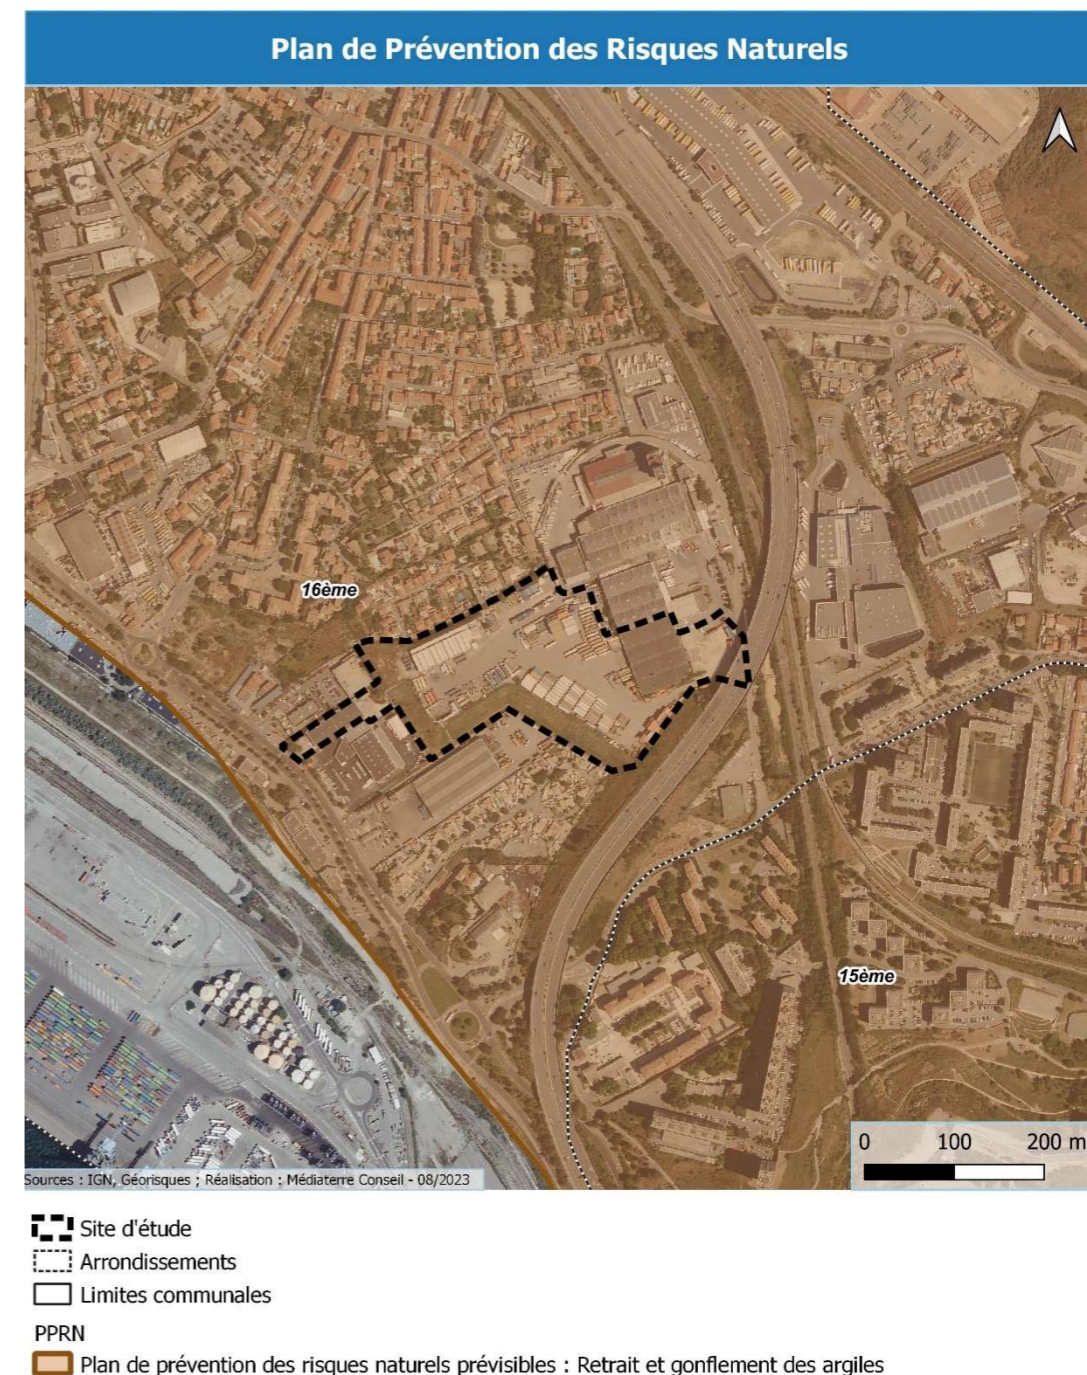 Plan de Prévention des Risques Naturels
16ème
15ème
0 100 200 m
Sources : IGN, Géorisques ; Réalisation : Médiaterre Conseil - 08/2023
Site d'étude
Arrondissements
Limites communales
PPRN
Plan de prévention des risques naturels prévisibles : Retrait et gonflement des argiles